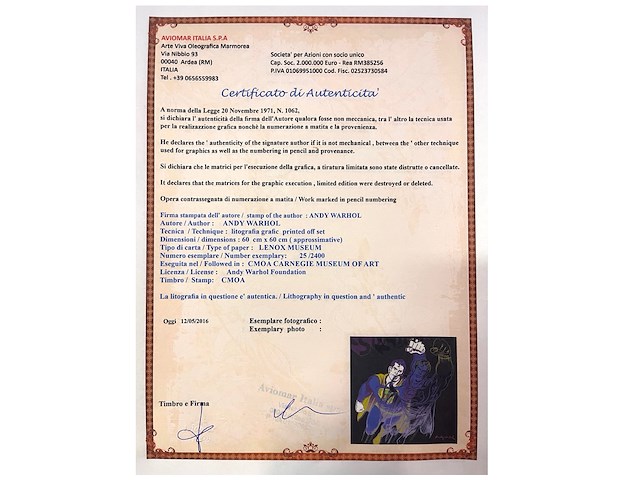 AVIOMAR ITALIA S.P.A
Arte Viva Oleografica Marmorea
Via Nibbio 93
00040 Ardea (RM)
ITALIA
Tel . +39 0656559983
Societa' per Azioni con socio unico
Cap. Soc. 2.000.000 Euro - Rea RM385256
P.IVA 01069951000 Cod. Fisc. 02523730584
Certificato di Autenticita'
A norma della Legge 20 Novembre 1971, N. 1062,
si dichiara l' autenticità della firma dell'Autore qualora fosse non meccanica, tra l' altro la tecnica usata
per la realizzazione grafica nonchè la numerazione a matita e la provenienza.
He declares the ' authenticity of the signature author if it is not mechanical , between the ' other technique
used for graphics as well as the numbering in pencil and provenance.
Si dichiara che le matrici per l'esecuzione della grafica, a tiratura limitata sono state distrutte o cancellate.
It declares that the matrices for the graphic execution , limited edition were destroyed or deleted.
Opera contrassegnata di numerazione a matita / Work marked in pencil numbering
Firma stampata dell' autore / stamp of the author : ANDY WARHOL
Autore / Author : ANDY WARHOL
Tecnica / Technique : litografia grafic printed off set
Dimensioni / dimensions : 60 cm x 60 cm ( approssimative)
Tipo di carta / Type of paper : LENOX MUSEUM
Numero esemplare / Number exemplary: 25 /2400
Eseguita nel / Followed in : CMOA CARNEGIE MUSEUM OF ART
Licenza / License : Andy Warhol Foundation
Timbro / Stamp: CMOA
La litografia in questione e' autentica. / Lithography in question and ' authentic
Oggi 12/05/2016
Esemplare fotografico :
Exemplary photo :
Aviomar Italia
Timbro e Firma